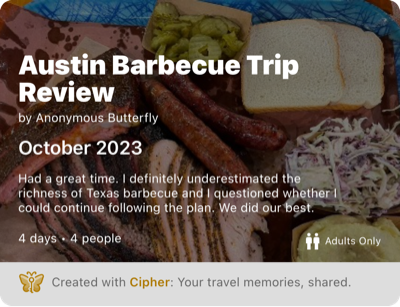 Austin Barbecue Trip
Review
by Anonymous Butterfly
October 2023
Had a great time. I definitely underestimated the
richness of Texas barbecue and I questioned whether I
could continue following the plan. We did our best.
4 days • 4 people
Adults Only
Created with Cipher: Your travel memories, shared.